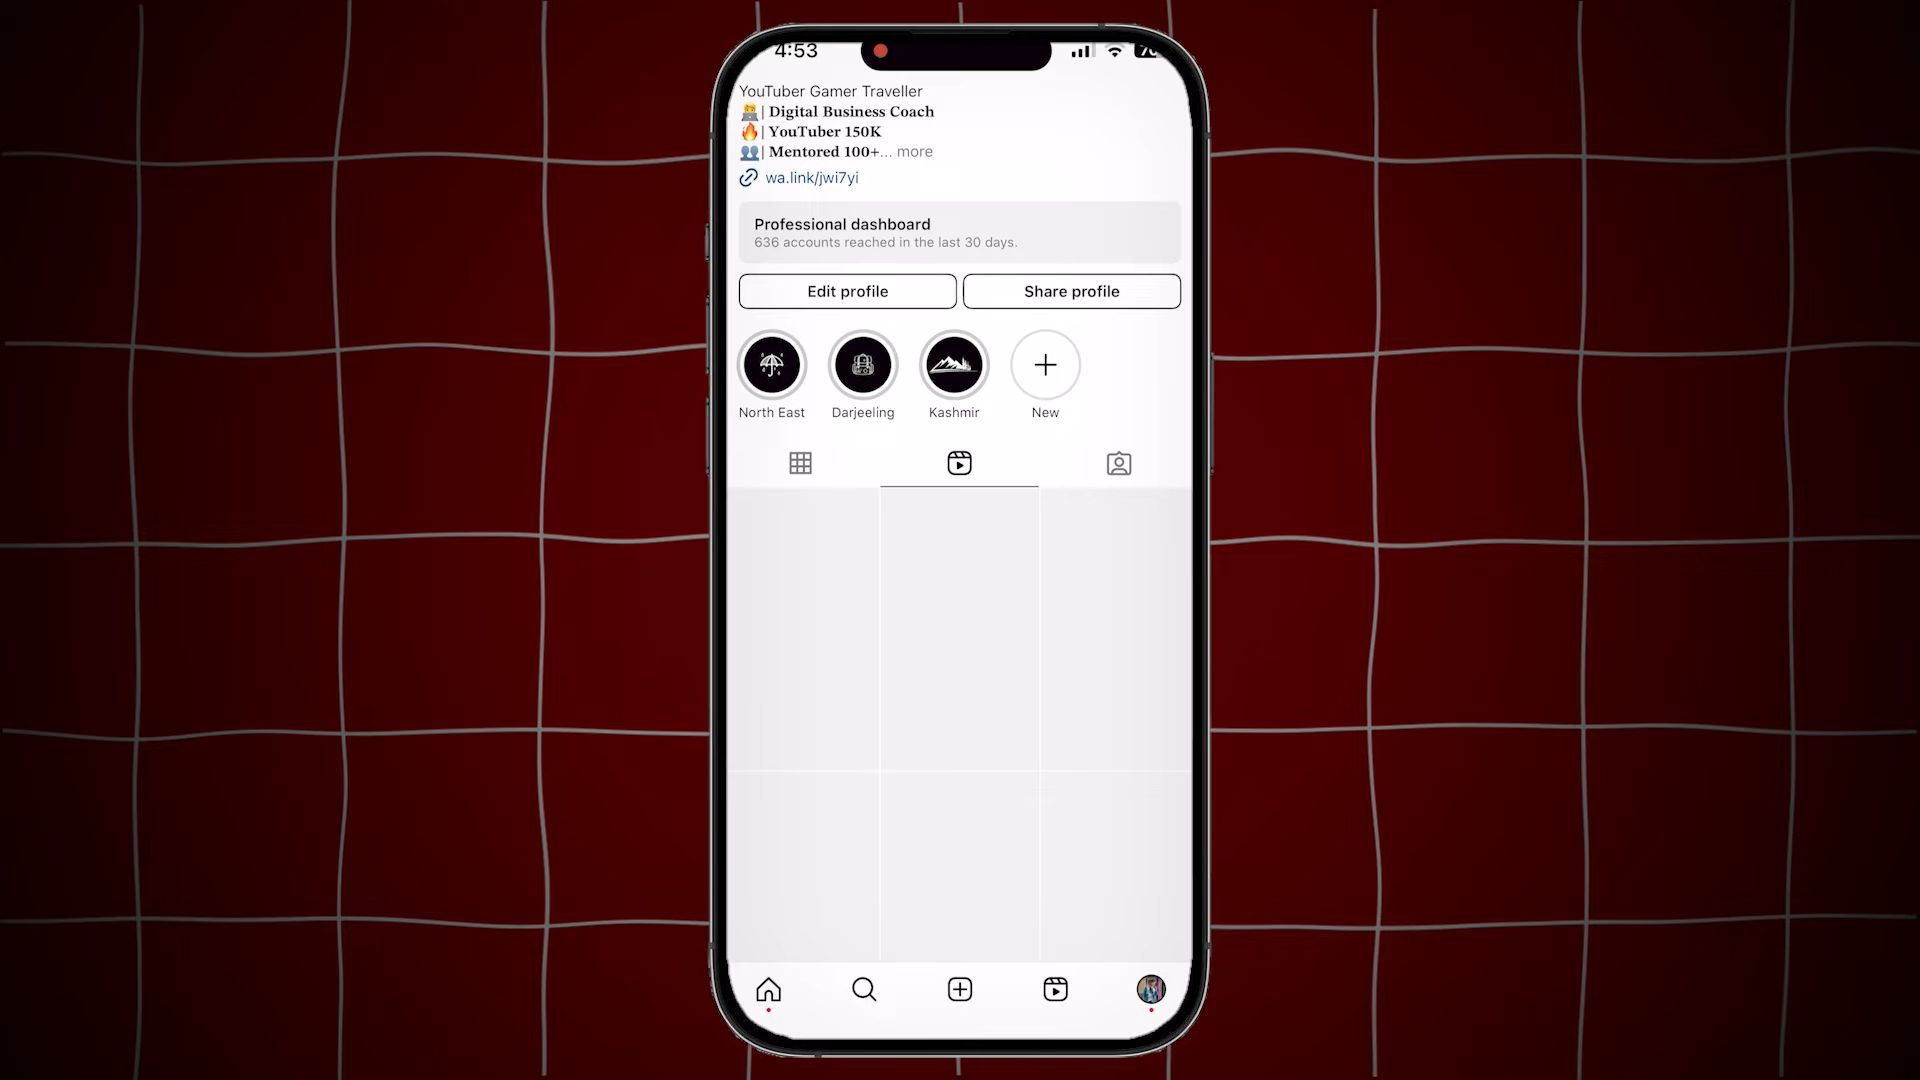 4:53
YouTuber Gamer Traveller
| Digital Business Coach
| YouTuber 150K
| Mentored 100+... more
wa.link/jwi7yi
Professional dashboard
636 accounts reached in the last 30 days.
Edit profile Share profile
North East Darjeeling Kashmir New